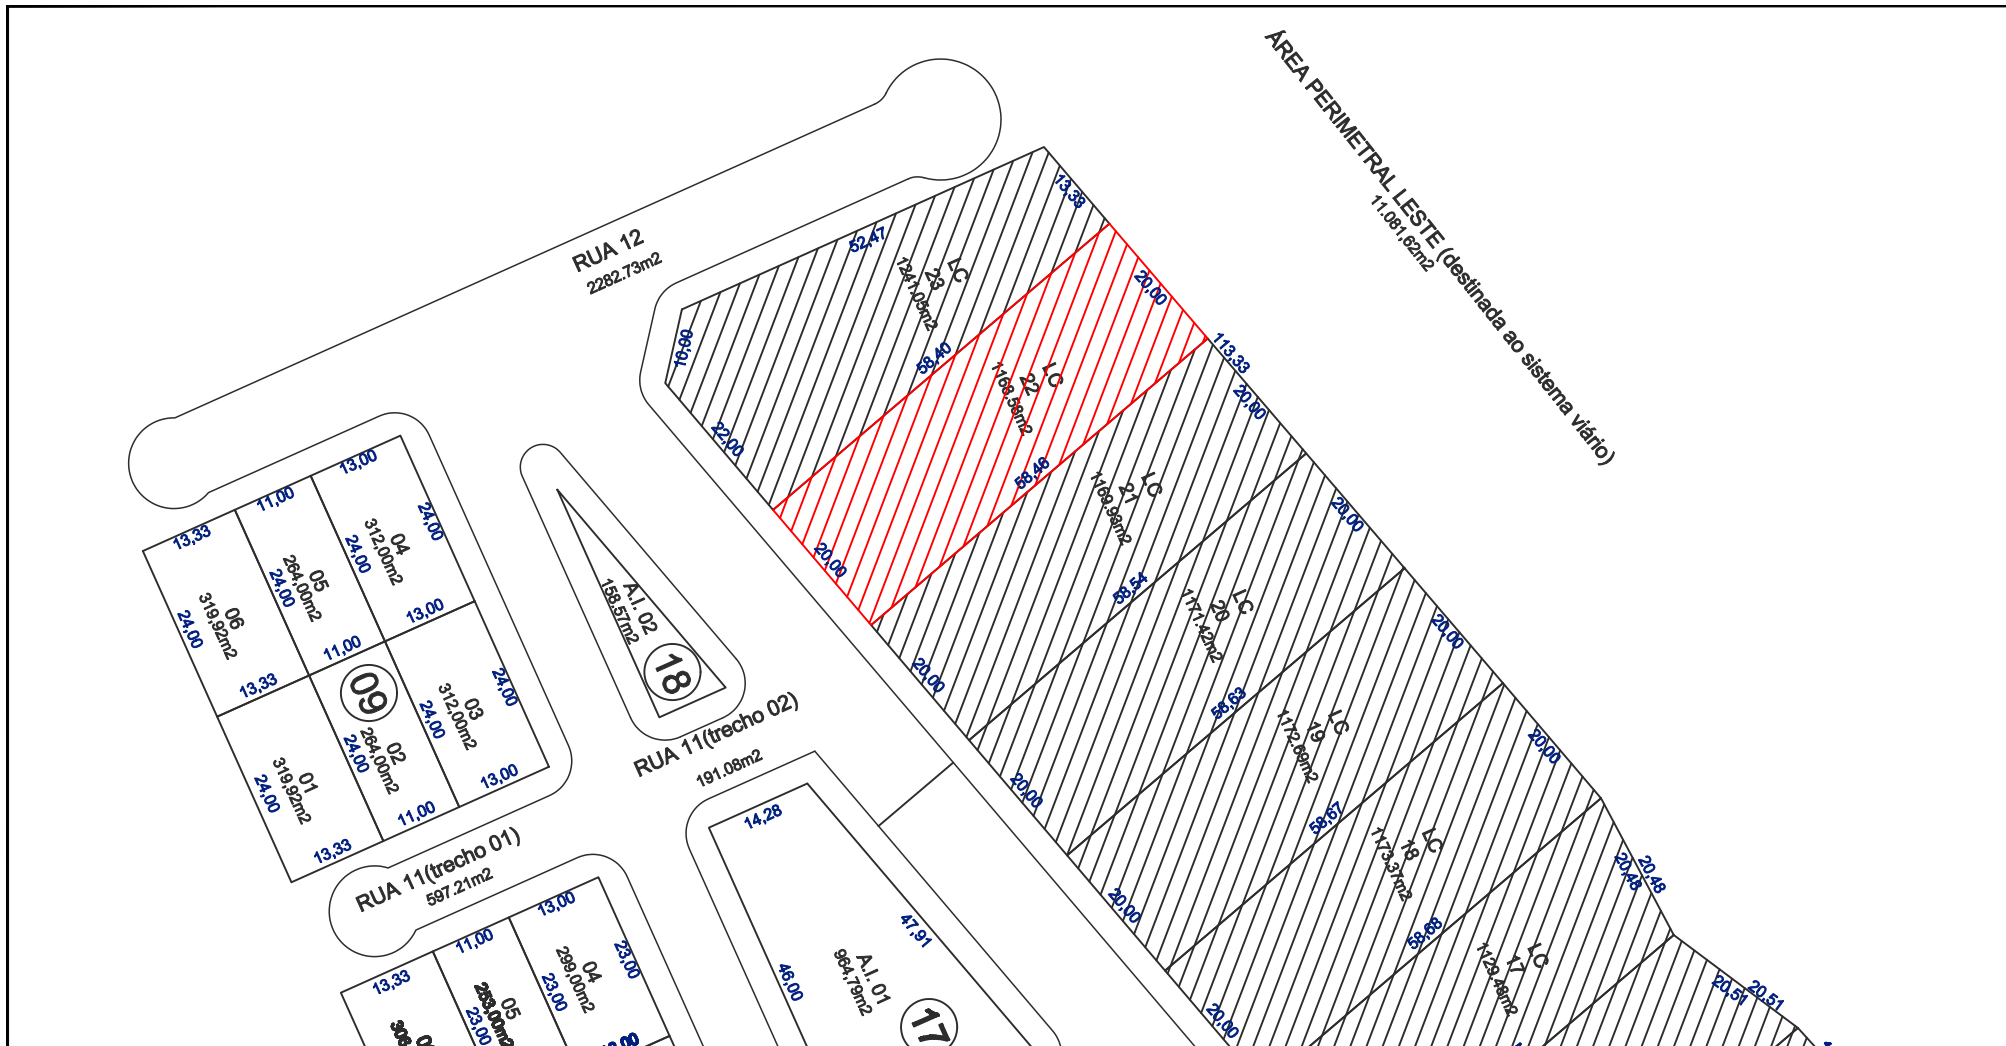 ÁREA PERIMETRAL LESTE (destinada ao sistema viário)
11.081,62m2
RUA 12
2282.73m2
13,33
52,47
LC
23
1241.05m2
10,00
22,00
58,40
20,00
LC
22
1168,58m2
58,46
20,00
113,33
20,00
LC
21
1169.93m2
58,54
20,00
20,00
LC
20
1171.42m2
58,63
20,00
20,00
LC
19
1172.69m2
58,67
20,00
20,00
LC
18
1173,37m2
58,68
20,00
20,48
20,48
LC
17
1129.48m2
20,51
20,51
13,33
11,00
13,00
06
319,92m2
24,00
24,00
05
264,00m2
24,00
04
312,00m2
24,00
13,33
11,00
13,00
09
01
319,92m2
24,00
02
264,00m2
24,00
03
312,00m2
24,00
24,00
13,33
11,00
13,00
A.I. 02
158.57m2
18
RUA 11(trecho 02)
191.08m2
RUA 11(trecho 01)
597.21m2
14,28
47,91
46,00
A.I. 01
964,79m2
17
13,33
11,00
13,00
05
253,00m2
23,00
04
299,00m2
23,00
23,00